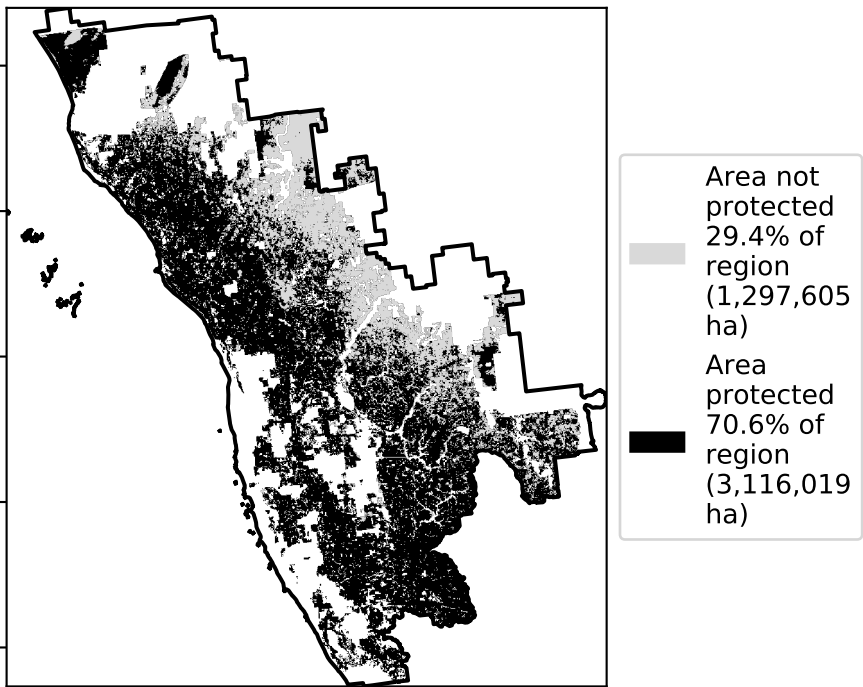 Area not
protected
29.4% of
region
(1,297,605
ha)
Area
protected
70.6% of
region
(3,116,019
ha)